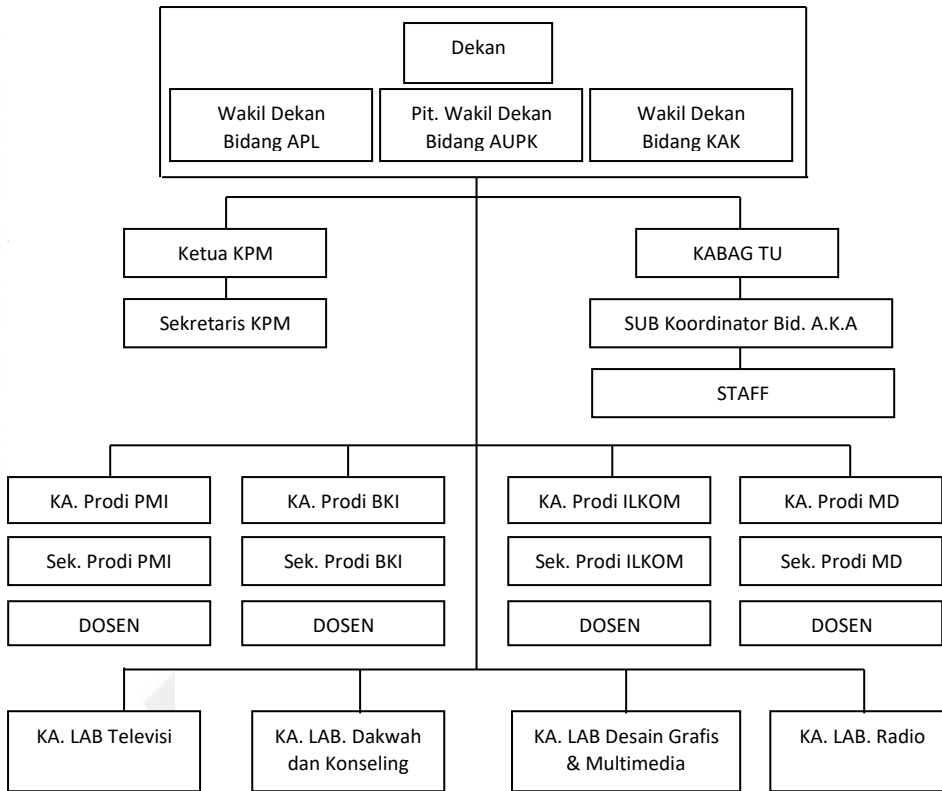 Dekan
Wakil Dekan
Bidang APL
Pit. Wakil Dekan
Bidang AUPK
Wakil Dekan
Bidang KAK
Ketua KPM
KABAG TU
Sekretaris KPM
SUB Koordinator Bid. A.K.A
STAFF
KA. Prodi PMI
KA. Prodi BKI
KA. Prodi ILKOM
KA. Prodi MD
Sek. Prodi PMI
Sek. Prodi BKI
Sek. Prodi ILKOM
Sek. Prodi MD
DOSEN
DOSEN
DOSEN
DOSEN
KA. LAB Televisi
KA. LAB. Dakwah
dan Konseling
KA. LAB Desain Grafis
& Multimedia
KA. LAB. Radio